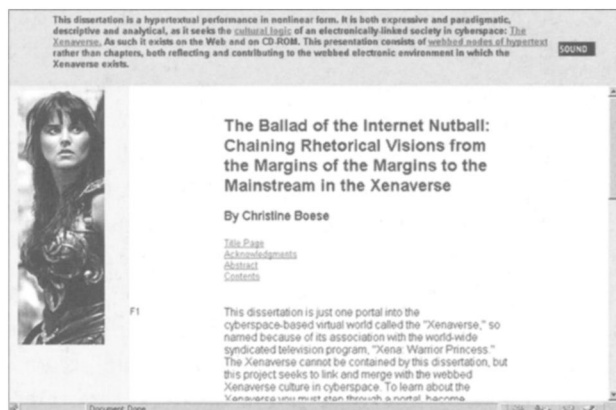 This dissertation is a hypertextual performance in nonlinear form. It is both expressive and paradigmatic,
descriptive and analytical, as it seeks the cultural logic of an electronically-linked society in cyberspace: The
Xenaverse. As such it exists on the Web and on CD-ROM. This presentation consists of webbed nodes of hypertext
rather than chapters, both reflecting and contributing to the webbed electronic environment in which the
Xenaverse exists.
SOUND
The Ballad of the Internet Nutball:
Chaining Rhetorical Visions from
the Margins of the Margins to the
Mainstream in the Xenaverse
By Christine Boese
Title Page
Acknowledgments
Abstract
Contents
F1
This dissertation is just one portal into the
cyberspace-based virtual world called the "Xenaverse," so
named because of its association with the world-wide
syndicated television program, "Xena: Warrior Princess."
The Xenaverse cannot be contained by this dissertation, but
this project seeks to link and merge with the webbed
Xenaverse culture in cyberspace. To learn about the
Xenaverse you must step through a portal, become
Document: Done